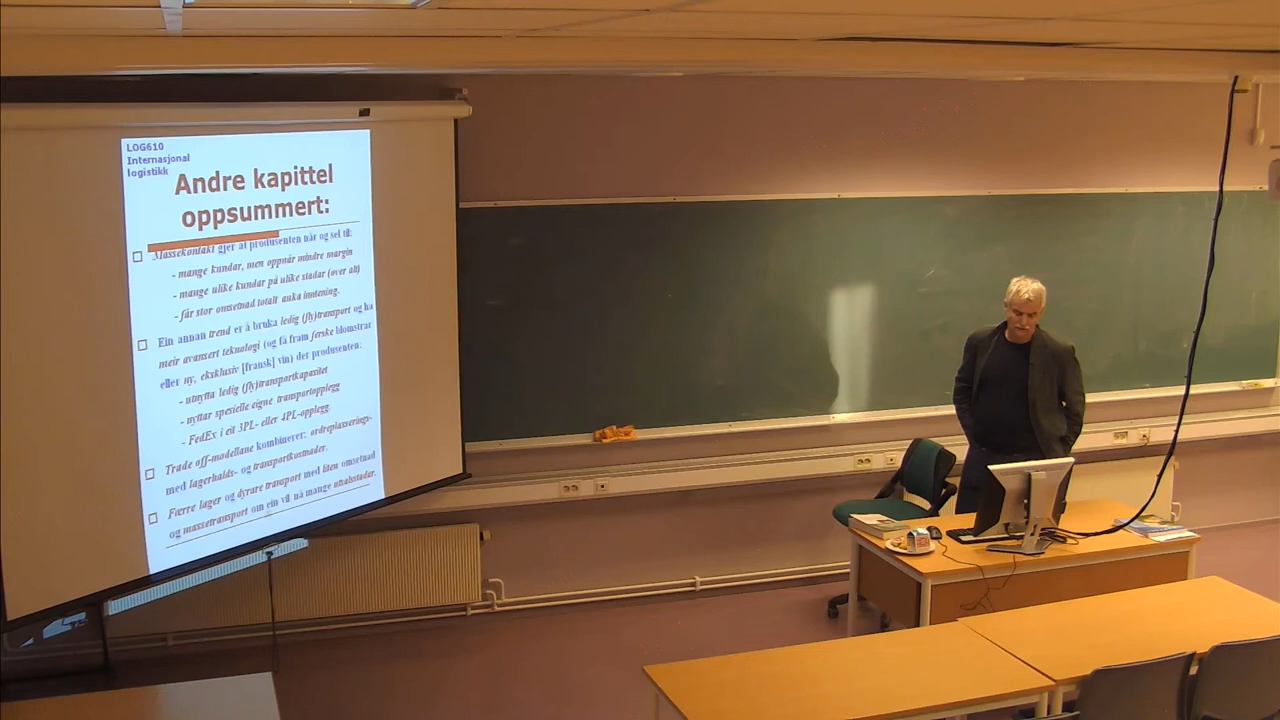 LOG610
Internasjonal
logistikk
Andre kapittel
oppsummert:
Massekontakt gjer at produsenten når og sel til:
- mange kundar, men oppnår mindre margin
- mange ulike kundar på ulike stadar (over alt)
- får stor omsetnad totalt auka inntening.
Ein annan trend er å bruka ledig (fly)transport og ha
meir avansert teknologi (og få fram ferske blomstrar
eller ny, eksklusiv [fransk] vin) der produsenten:
- utnytta ledig (fly)transportkapasitet
- nyttar spesielle eigne transportopplegg
- FedEx i eit 3PL- eller 4PL-opplegg.
Trade off-modellane kombinerer: ordreplasserings-
med lagerhalds- og transportkostnader.
Færre lager og dyrare transport med liten omsetnad
og massetransport om ein vil nå mange uttalsstadar.